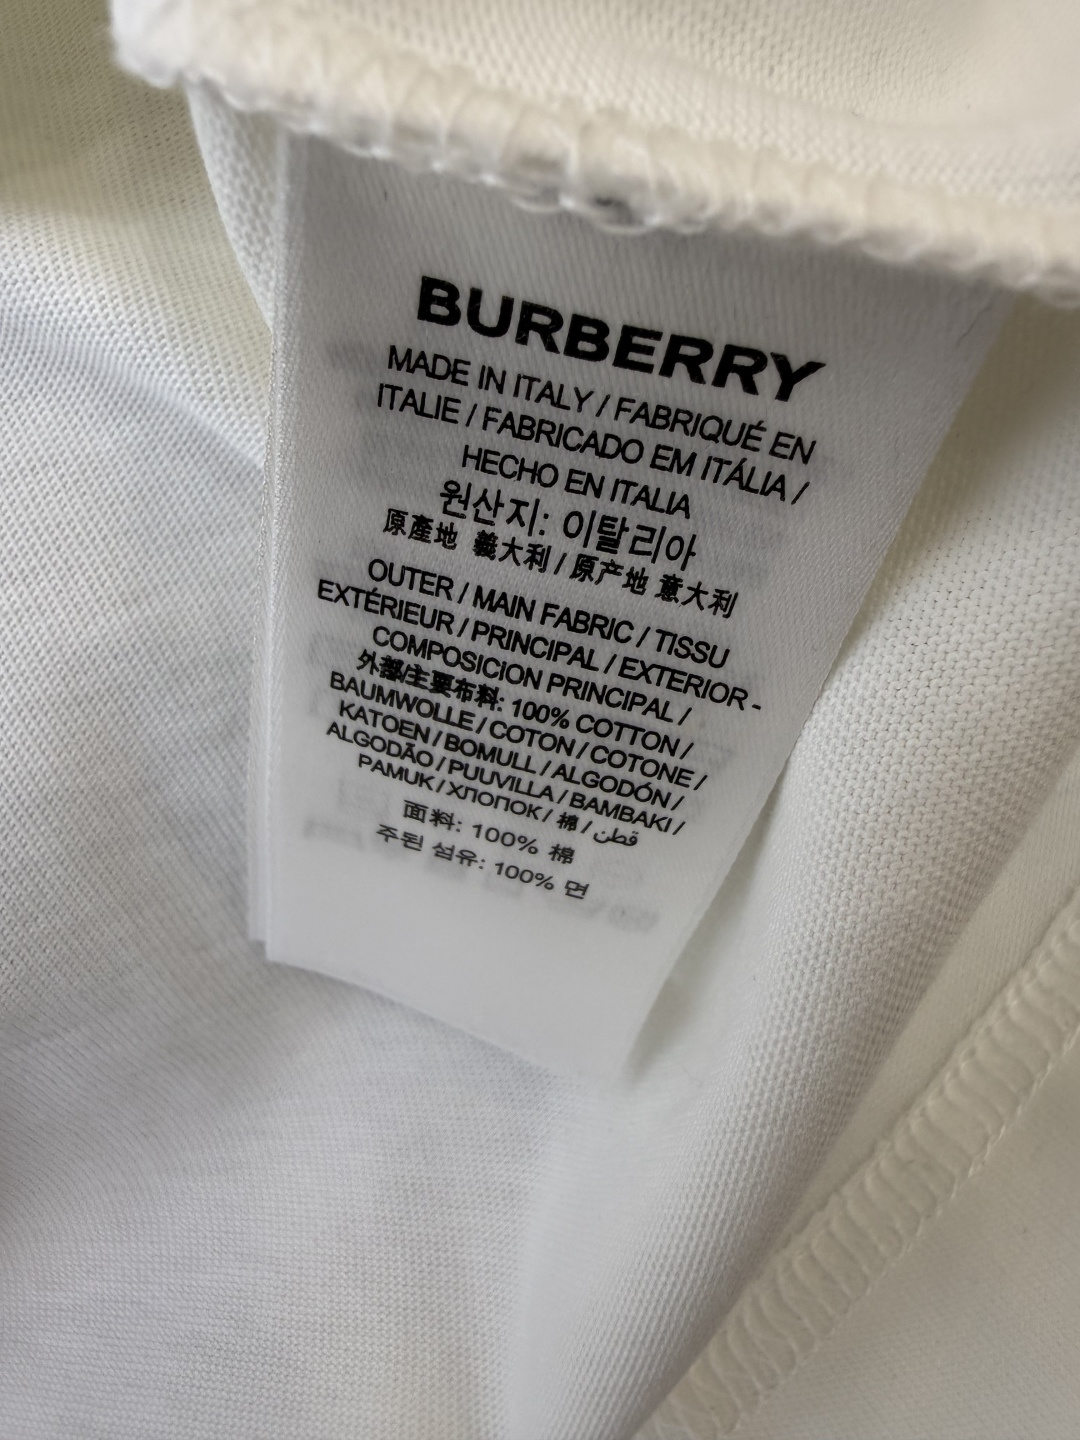 BURBERRY
MADE IN ITALY / FABRIQUÉ EN
ITALIE / FABRICADO EM ITÁLIA /
HECHO EN ITALIA
원산지: 이탈리아
原產地 義大利 / 原产地 意大利
OUTER / MAIN FABRIC / TISSU
EXTÉRIEUR / PRINCIPAL / EXTERIOR -
COMPOSICION PRINCIPAL /
外部/主要布料: 100% COTTON /
BAUMWOLLE / COTON / COTONE /
KATOEN / BOMULL / ALGODÓN /
ALGODÃO / PUUVILLA / BAMBAKI /
PAMUK / ХЛОПОК / 棉 / قطن
面料: 100% 棉
주된 섬유: 100% 면